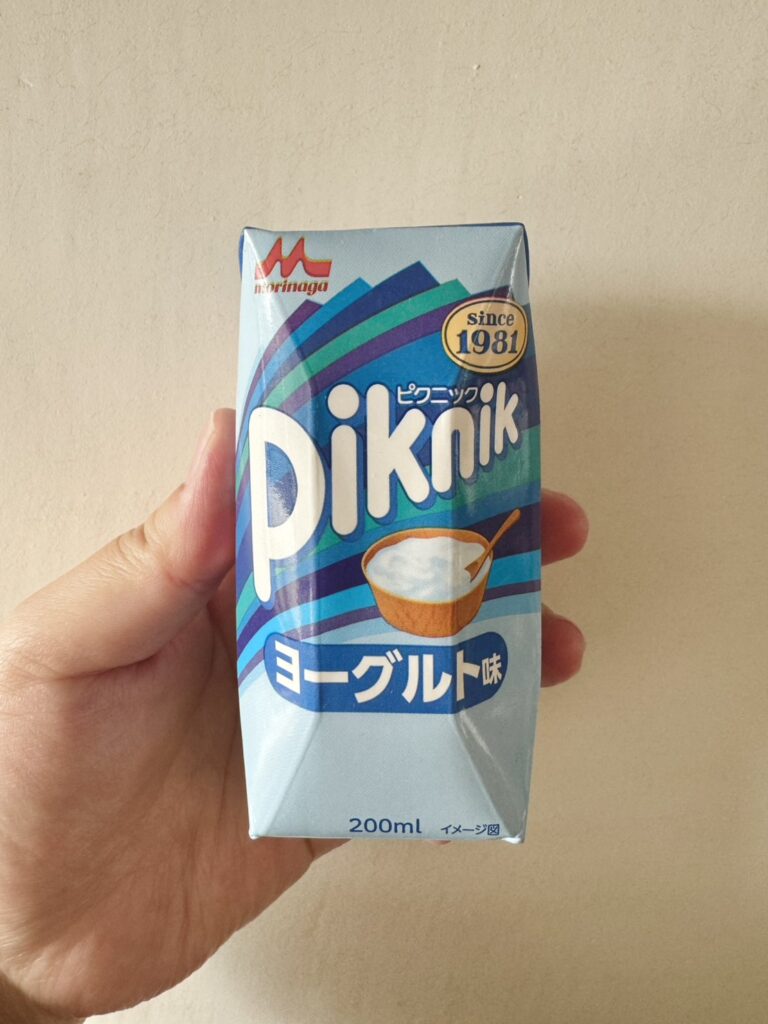 morinaga
since
1981
ピクニック
piknik
ヨーグルト味
200ml イメージ図